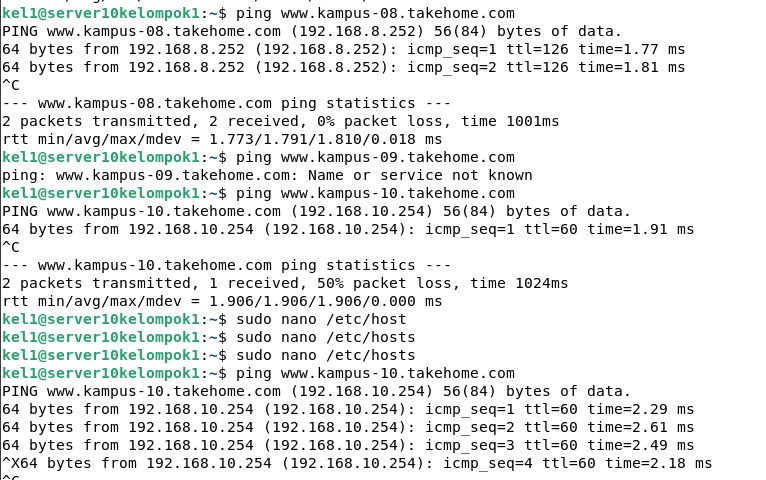 kel1@server10kelompok1:~$ ping www.kampus-08.takehome.com
PING www.kampus-08.takehome.com (192.168.8.252) 56(84) bytes of data.
64 bytes from 192.168.8.252 (192.168.8.252): icmp_seq=1 ttl=126 time=1.77 ms
64 bytes from 192.168.8.252 (192.168.8.252): icmp_seq=2 ttl=126 time=1.81 ms
^C
--- www.kampus-08.takehome.com ping statistics ---
2 packets transmitted, 2 received, 0% packet loss, time 1001ms
rtt min/avg/max/mdev = 1.773/1.791/1.810/0.018 ms
kel1@server10kelompok1:~$ ping www.kampus-09.takehome.com
ping: www.kampus-09.takehome.com: Name or service not known
kel1@server10kelompok1:~$ ping www.kampus-10.takehome.com
PING www.kampus-10.takehome.com (192.168.10.254) 56(84) bytes of data.
64 bytes from 192.168.10.254 (192.168.10.254): icmp_seq=1 ttl=60 time=1.91 ms
^C
--- www.kampus-10.takehome.com ping statistics ---
2 packets transmitted, 1 received, 50% packet loss, time 1024ms
rtt min/avg/max/mdev = 1.906/1.906/1.906/0.000 ms
kel1@server10kelompok1:~$ sudo nano /etc/host
kel1@server10kelompok1:~$ sudo nano /etc/hosts
kel1@server10kelompok1:~$ sudo nano /etc/hosts
kel1@server10kelompok1:~$ ping www.kampus-10.takehome.com
PING www.kampus-10.takehome.com (192.168.10.254) 56(84) bytes of data.
64 bytes from 192.168.10.254 (192.168.10.254): icmp_seq=1 ttl=60 time=2.29 ms
64 bytes from 192.168.10.254 (192.168.10.254): icmp_seq=2 ttl=60 time=2.61 ms
64 bytes from 192.168.10.254 (192.168.10.254): icmp_seq=3 ttl=60 time=2.49 ms
^X64 bytes from 192.168.10.254 (192.168.10.254): icmp_seq=4 ttl=60 time=2.18 ms